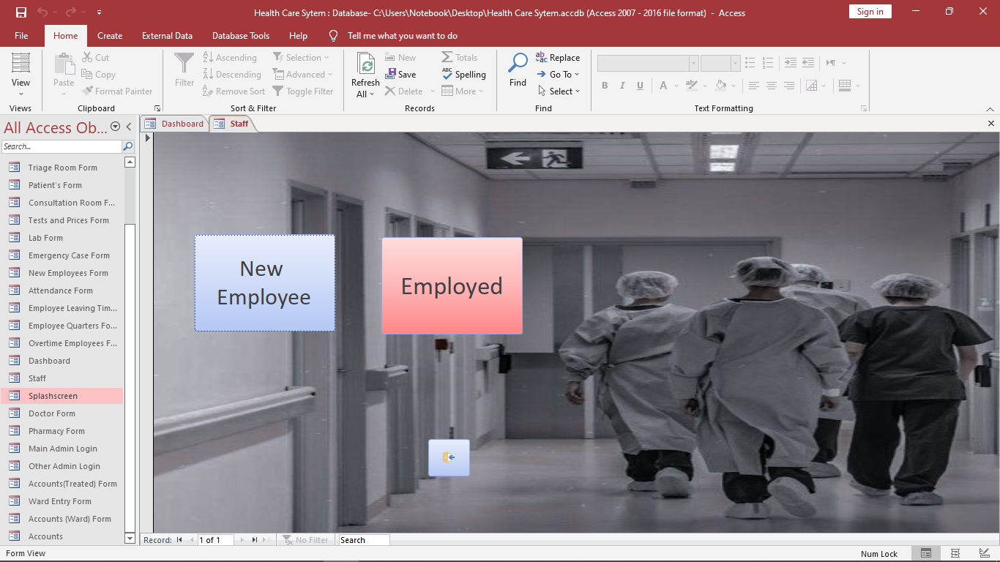 Health Care Sytem : Database- C:\Users\Notebook\Desktop\Health Care Sytem.accdb (Access 2007 - 2016 file format) - Access
Sign in
File Home Create External Data Database Tools Help Tell me what you want to do
View
Views
Paste
Cut
Copy
Format Painter
Clipboard
Filter
Ascending
Descending
Remove Sort
Selection
Advanced
Toggle Filter
Sort & Filter
Refresh
All
New
Save
Delete
Totals
Spelling
More
Records
Find
Replace
Go To
Select
Find
B I U A
Text Formatting
All Access Ob...
Search...
Triage Room Form
Patient's Form
Consultation Room F...
Tests and Prices Form
Lab Form
Emergency Case Form
New Employees Form
Attendance Form
Employee Leaving Tim...
Employee Quarters Fo...
Overtime Employees F...
Dashboard
Staff
Splashscreen
Doctor Form
Pharmacy Form
Main Admin Login
Other Admin Login
Accounts(Treated) Form
Ward Entry Form
Accounts (Ward) Form
Accounts
Dashboard Staff
New
Employee
Employed
Record: 1 of 1 No Filter Search
Form View
Num Lock